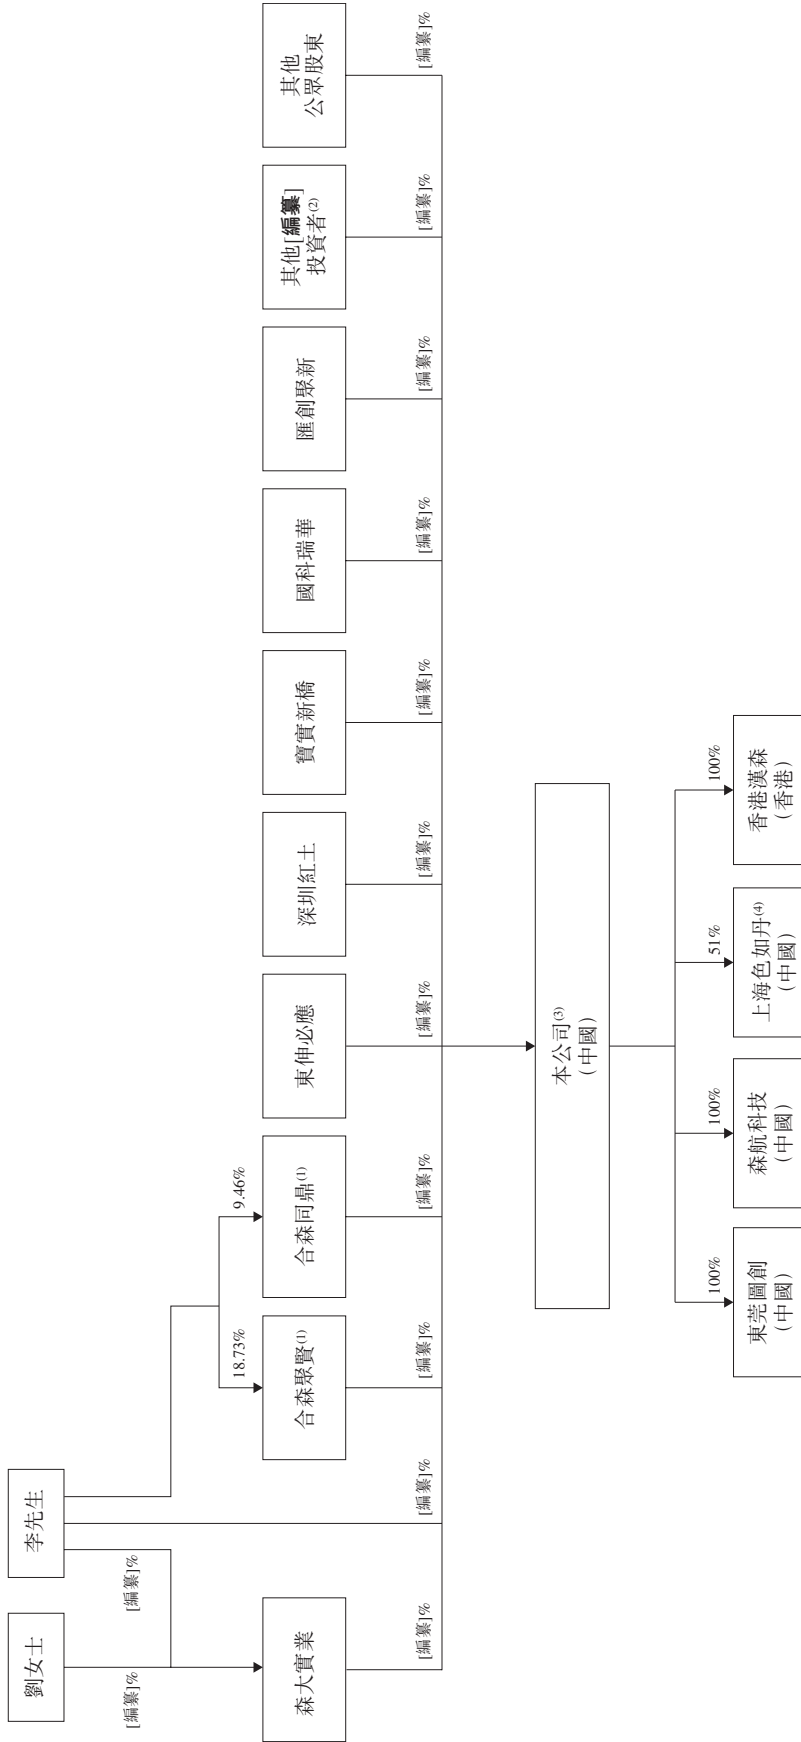 劉女士
李先生
[編纂]%
[編纂]%
18.73%
9.46%
森大實業
合森聚賢(1)
合森同鼎(1)
東伸必應
深圳紅土
寶實新橋
國科瑞華
匯創聚新
其他[編纂]
投資者(2)
其他
公眾股東
[編纂]%
[編纂]%
[編纂]%
[編纂]%
[編纂]%
[編纂]%
[編纂]%
[編纂]%
[編纂]%
[編纂]%
[編纂]%
本公司(3)
(中國)
100%
100%
51%
100%
東莞圖創
(中國)
森航科技
(中國)
上海色如丹(4)
(中國)
香港漢森
(香港)